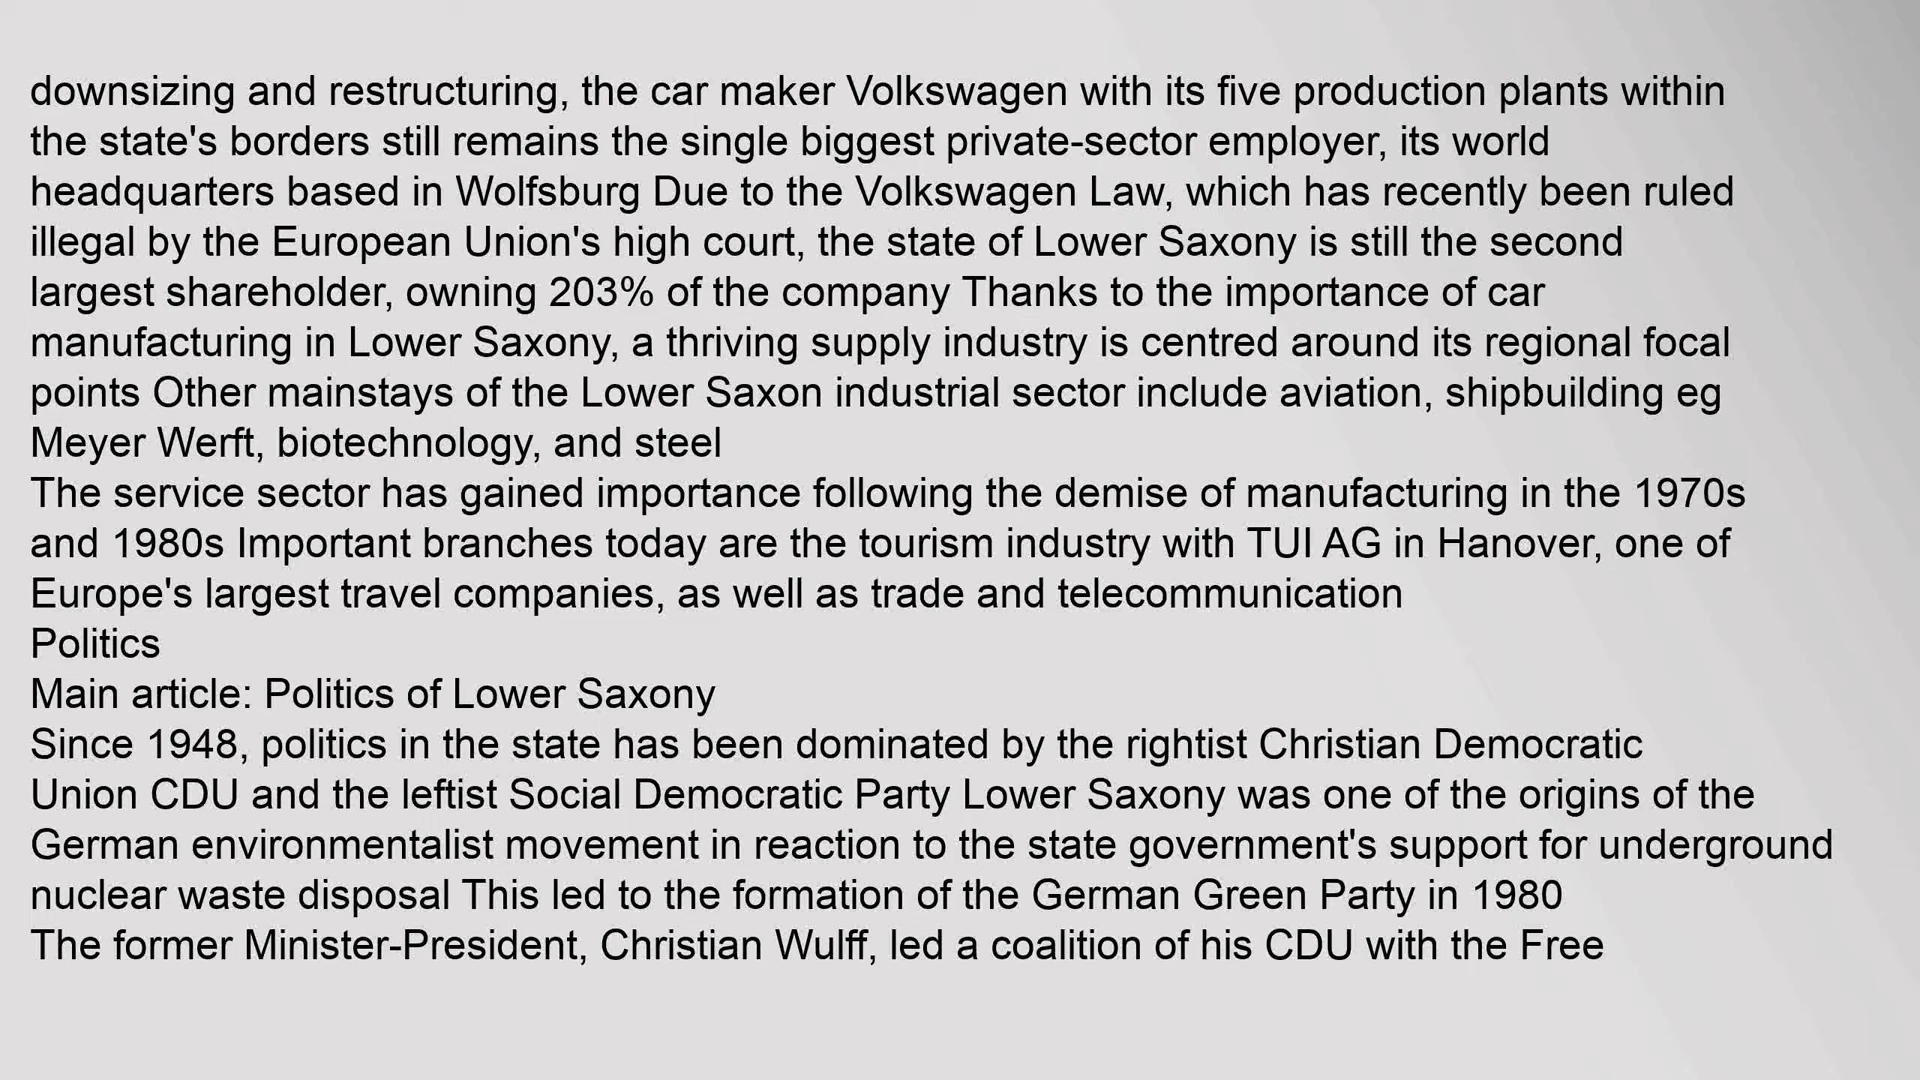 downsizing and restructuring, the car maker Volkswagen with its five production plants within
the state's borders still remains the single biggest private-sector employer, its world
headquarters based in Wolfsburg Due to the Volkswagen Law, which has recently been ruled
illegal by the European Union's high court, the state of Lower Saxony is still the second
largest shareholder, owning 203% of the company Thanks to the importance of car
manufacturing in Lower Saxony, a thriving supply industry is centred around its regional focal
points Other mainstays of the Lower Saxon industrial sector include aviation, shipbuilding eg
Meyer Werft, biotechnology, and steel
The service sector has gained importance following the demise of manufacturing in the 1970s
and 1980s Important branches today are the tourism industry with TUI AG in Hanover, one of
Europe's largest travel companies, as well as trade and telecommunication
Politics
Main article: Politics of Lower Saxony
Since 1948, politics in the state has been dominated by the rightist Christian Democratic
Union CDU and the leftist Social Democratic Party Lower Saxony was one of the origins of the
German environmentalist movement in reaction to the state government's support for underground
nuclear waste disposal This led to the formation of the German Green Party in 1980
The former Minister-President, Christian Wulff, led a coalition of his CDU with the Free